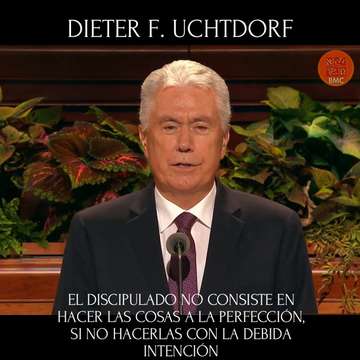 DIETER F. UCHTDORF
BMC
EL DISCIPULADO NO CONSISTE EN
HACER LAS COSAS A LA PERFECCIÓN,
SI NO HACERLAS CON LA DEBIDA
INTENCIÓN